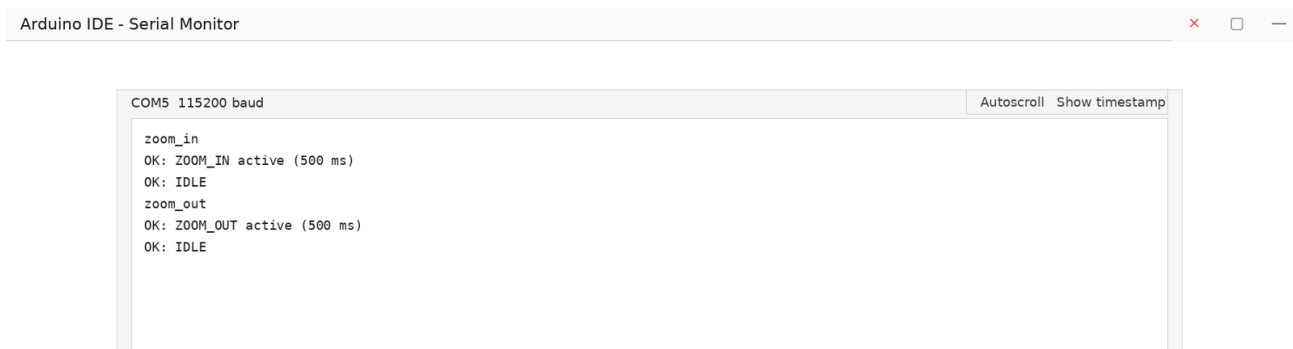 Arduino IDE - Serial Monitor
COM5  115200 baud
Autoscroll  Show timestamp
zoom_in
OK: ZOOM_IN active (500 ms)
OK: IDLE
zoom_out
OK: ZOOM_OUT active (500 ms)
OK: IDLE